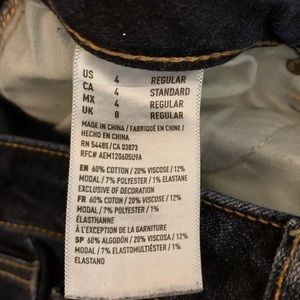 US 4 REGULAR
CA 4 STANDARD
MX 4 REGULAR
UK 8 REGULAR
MADE IN CHINA / FABRIQUÉ EN CHINE /
HECHO EN CHINA
RN 54485/CA 03873
RFC# AEM120605U9A
EN 60% COTTON / 20% VISCOSE / 12%
MODAL / 7% POLYESTER / 1% ELASTANE
EXCLUSIVE OF DECORATION
FR 60% COTON / 20% VISCOSE / 12%
MODAL / 7% POLYESTER / 1%
ÉLASTHANNE
À L'EXCEPTION DE LA GARNITURE
SP 60% ALGODÓN / 20% VISCOSA / 12%
MODAL / 7% ELASTOMULTIÉSTER / 1%
ELASTANO